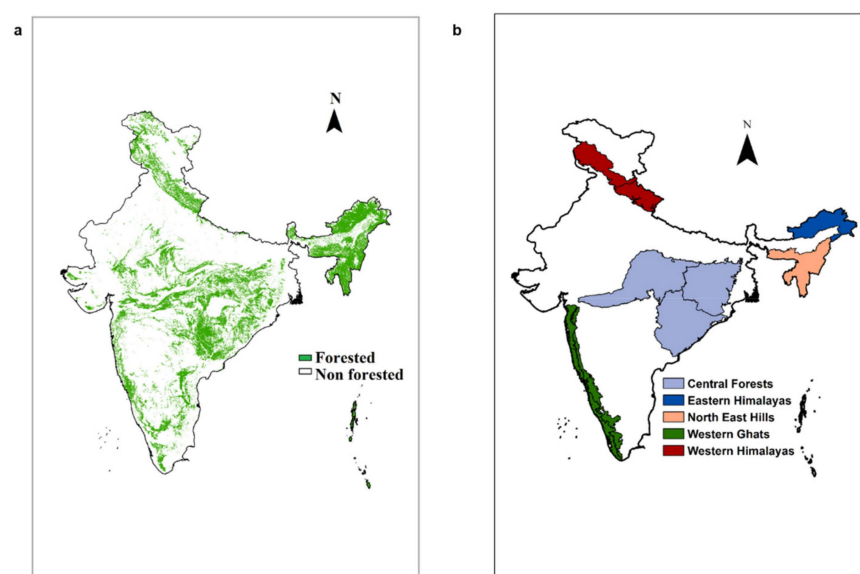 a
N
Forested
Non forested
b
N
Central Forests
Eastern Himalayas
North East Hills
Western Ghats
Western Himalayas